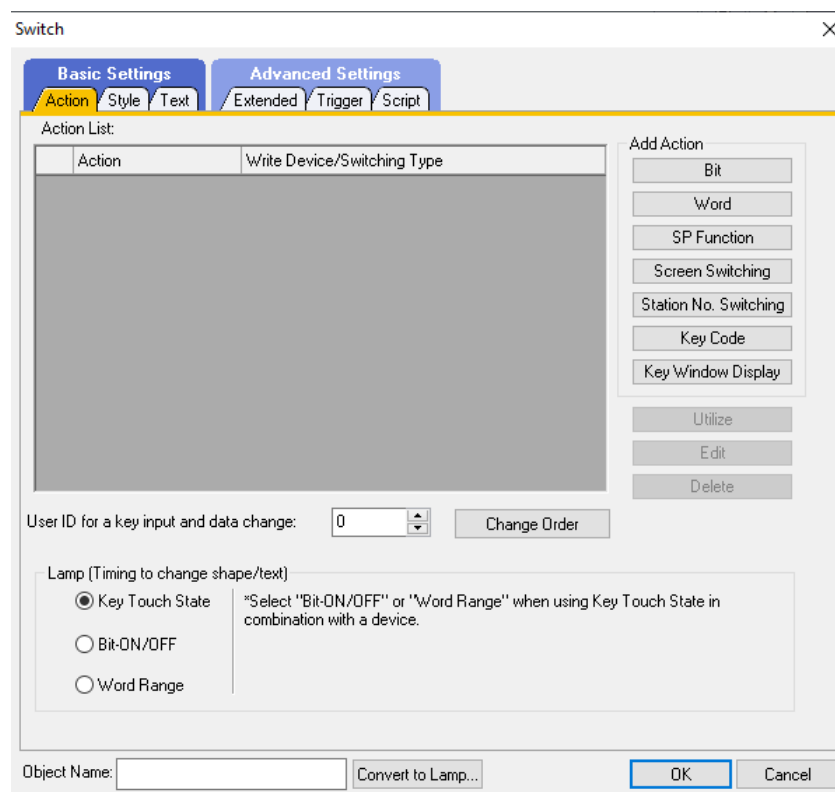 Switch
Basic Settings
Advanced Settings
Action
Style
Text
Extended
Trigger
Script
Action List:
Action
Write Device/Switching Type
Add Action
Bit
Word
SP Function
Screen Switching
Station No. Switching
Key Code
Key Window Display
Utilize
Edit
Delete
User ID for a key input and data change:
0
Change Order
Lamp (Timing to change shape/text)
Key Touch State
*Select "Bit-ON/OFF" or "Word Range" when using Key Touch State in
combination with a device.
Bit-ON/OFF
Word Range
Object Name:
Convert to Lamp...
OK
Cancel